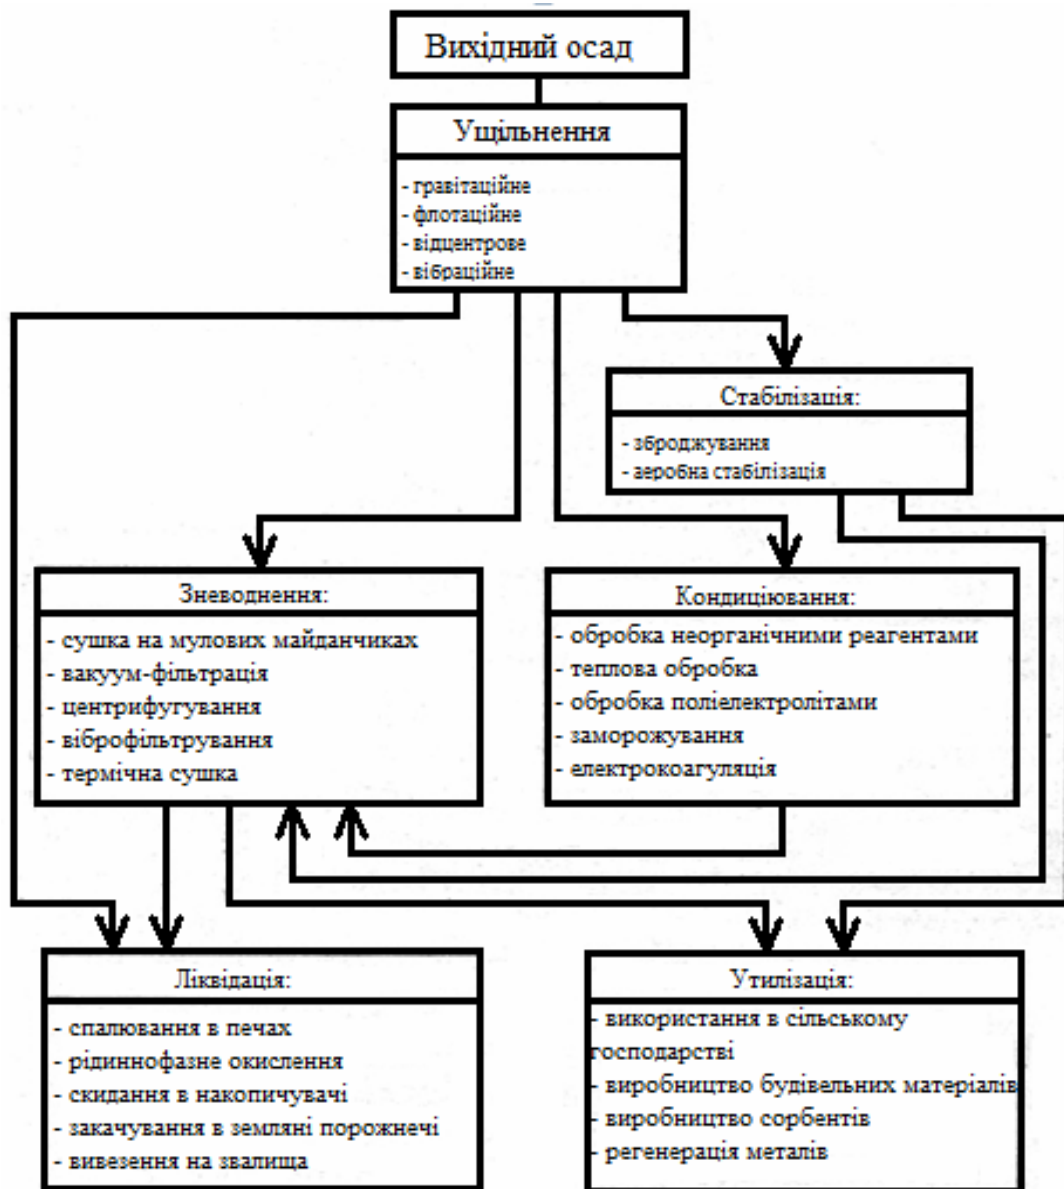 Вихідний осад
Ущільнення
- гравітаційне
- флотаційне
- відцентрове
- вібраційне
Стабілізація:
- зброджування
- аеробна стабілізація
Зневоднення:
- сушка на мулових майданчиках
- вакуум-фільтрація
- центрифугування
- віброфільтрування
- термічна сушка
Кондиціювання:
- обробка неорганічними реагентами
- теплова обробка
- обробка поліелектролітами
- заморожування
- електрокоагуляція
Ліквідація:
- спалювання в печах
- рідиннофазне окислення
- скидання в накопичувачі
- закачування в земляні порожнечі
- вивезення на звалища
Утилізація:
- використання в сільському
господарстві
- виробництво будівельних матеріалів
- виробництво сорбентів
- регенерація металів